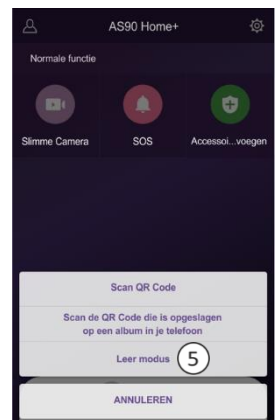 AS90 Home+
Normale functie
Slimme Camera SOS Accessoi...voegen
Scan QR Code
Scan de QR Code die is opgeslagen
op een album in je telefoon
Leer modus 5
ANNULEREN